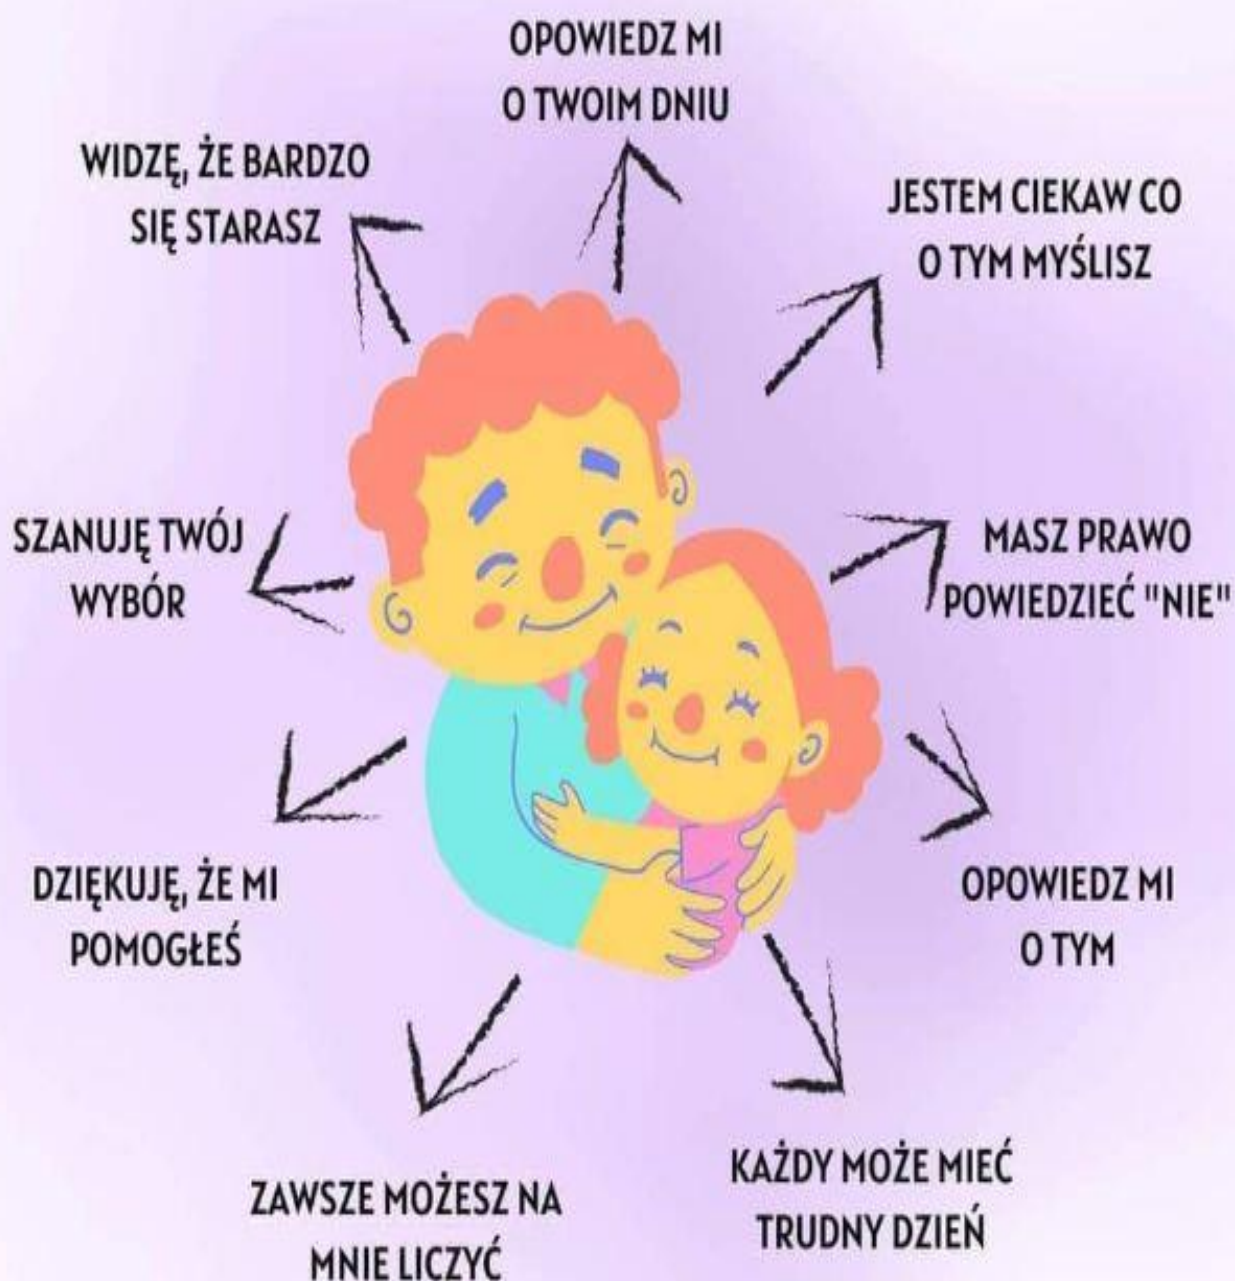 OPOWIEDZ MI
O TWOIM DNIU
WIDZĘ, ŻE BARDZO
SIĘ STARASZ
JESTEM CIEKAW CO
O TYM MYŚLISZ
SZANUJĘ TWÓJ
WYBÓR
MASZ PRAWO
POWIEDZIEĆ "NIE"
DZIĘKUJĘ, ŻE MI
POMOGŁEŚ
OPOWIEDZ MI
O TYM
ZAWSZE MOŻESZ NA
MNIE LICZYĆ
KAŻDY MOŻE MIEĆ
TRUDNY DZIEŃ